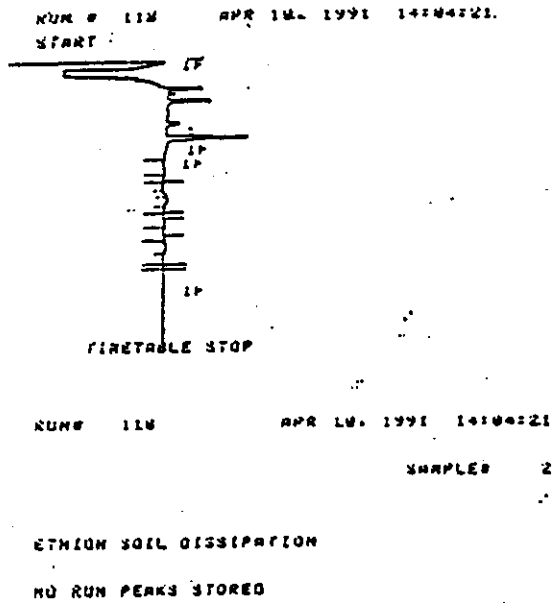 RUN # 118 APR 18, 1991 14:04:21
START
IP
IP
IP
IP
TIMETABLE STOP
RUN# 118 APR 18, 1991 14:04:21
SAMPLE# 2
ETHION SOIL DISSIPATION
NO RUN PEAKS STORED